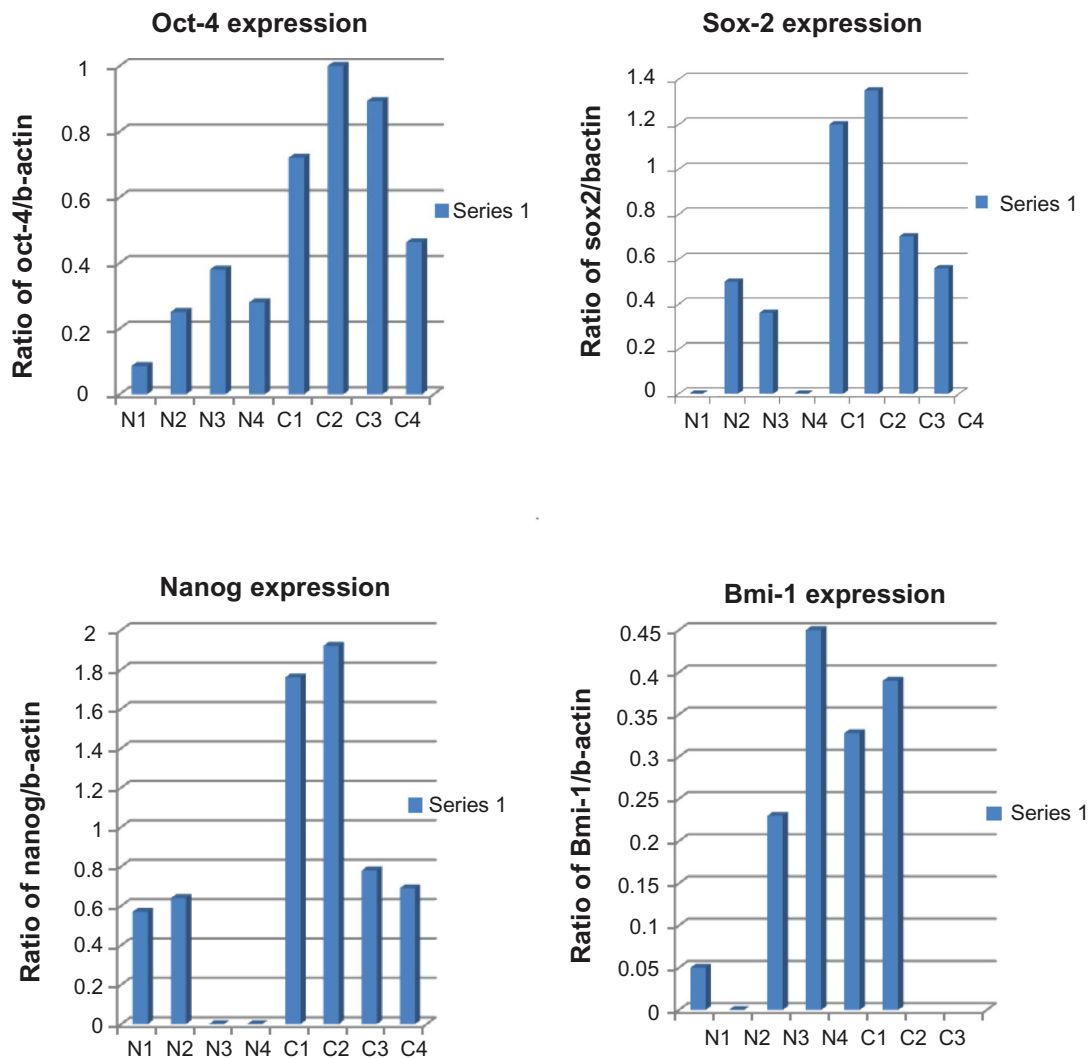 Oct-4 expression
Ratio of oct-4/b-actin
1
0.8
0.6
0.4
0.2
0
N1 N2 N3 N4 C1 C2 C3 C4
Series 1
Sox-2 expression
Ratio of sox2/bactin
1.4
1.2
1
0.8
0.6
0.4
0.2
0
N1 N2 N3 N4 C1 C2 C3 C4
Series 1
Nanog expression
Ratio of nanog/b-actin
2
1.8
1.6
1.4
1.2
1
0.8
0.6
0.4
0.2
0
N1 N2 N3 N4 C1 C2 C3 C4
Series 1
Bmi-1 expression
Ratio of Bmi-1/b-actin
0.45
0.4
0.35
0.3
0.25
0.2
0.15
0.1
0.05
0
N1 N2 N3 N4 C1 C2 C3
Series 1